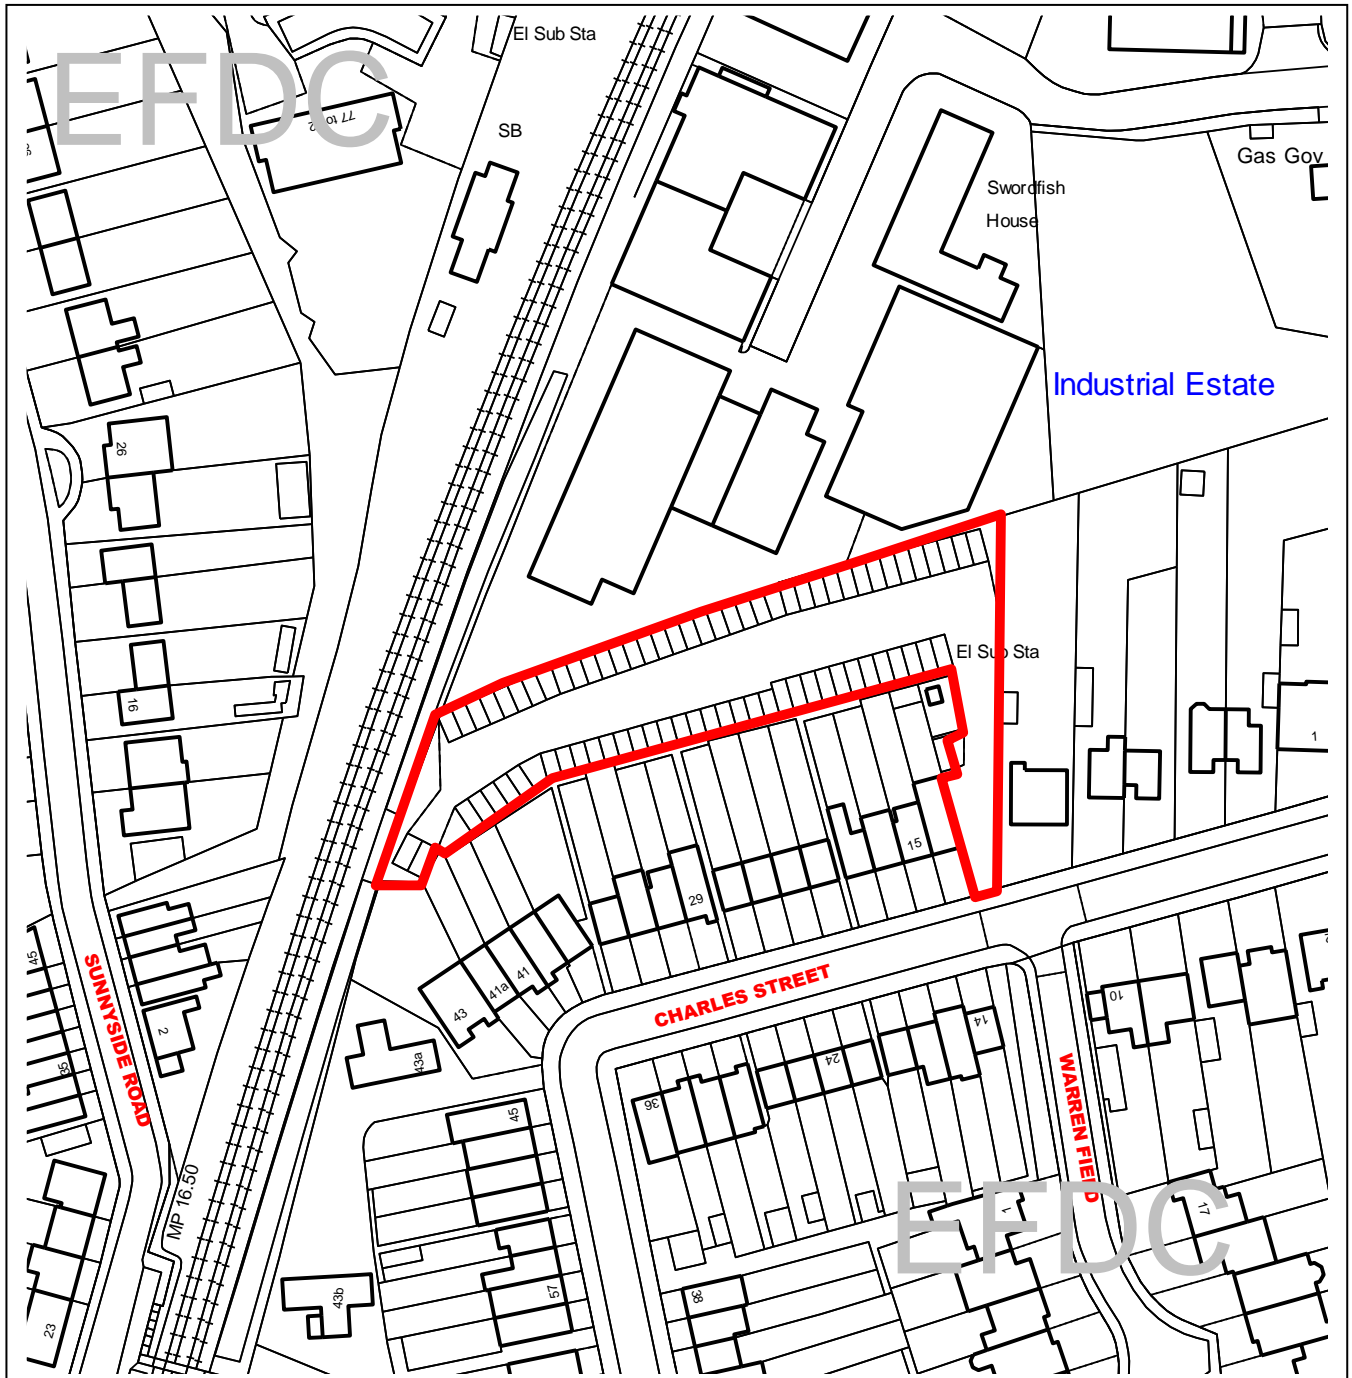 El Sub Sta
EFDC
SB
Gas Gov
Swordfish
House
Industrial Estate
26
16
El Sub Sta
1
15
29
SUNNYSIDE ROAD
CHARLES STREET
WARREN FIELD
45
35
2
43
41a
41
43a
14
10
24
36
45
MP 16.50
EFDC
1
17
43b
57
38
23